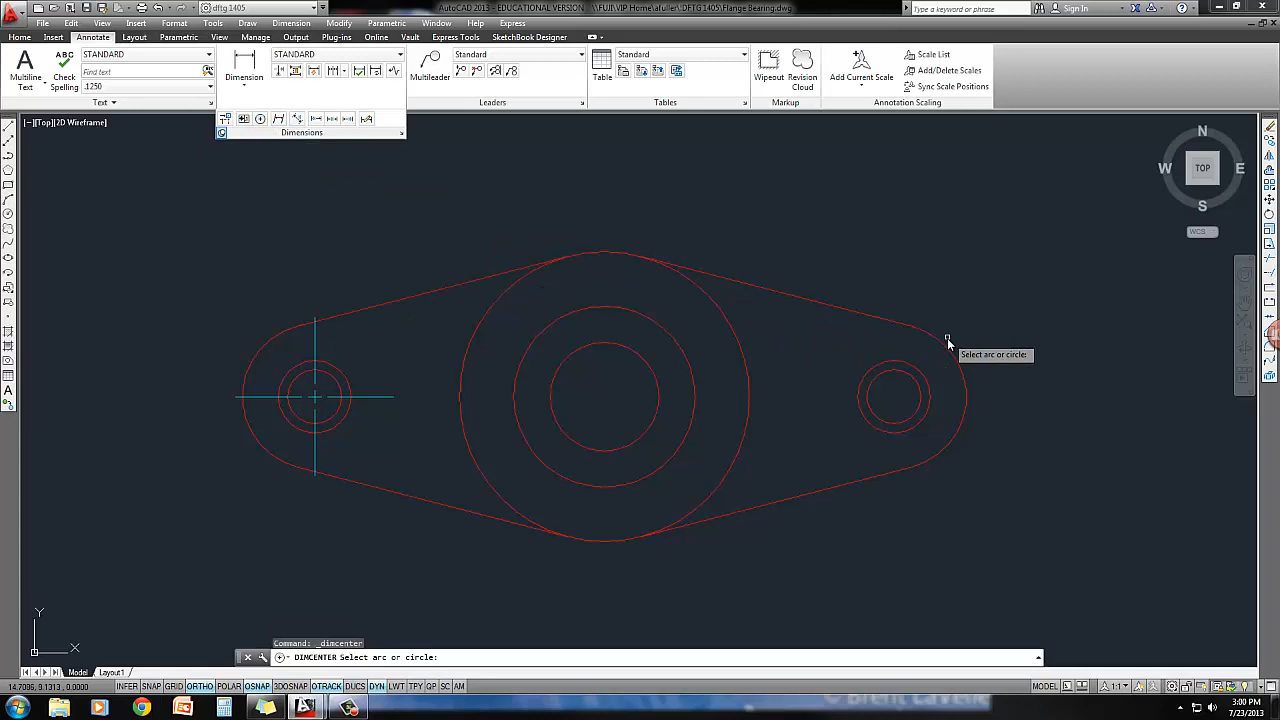 dftg 1405
AutoCAD 2013 - EDUCATIONAL VERSION \\FUJI\VIP Home\afuller\DFTG1405\Flange Bearing.dwg
Type a keyword or phrase
Sign In
File Edit View Insert Format Tools Draw Dimension Modify Parametric Window Help Express
Home Insert Annotate Layout Parametric View Manage Output Plug-ins Online Vault Express Tools SketchBook Designer
A Multiline Text
ABC Check Spelling
STANDARD
Find text
.1250
Text
Dimension
STANDARD
Dimensions
Multileader
Standard
Leaders
Table
Standard
Tables
Wipeout
Revision Cloud
Markup
Add Current Scale
Scale List
Add/Delete Scales
Sync Scale Positions
Annotation Scaling
[−][Top][2D Wireframe]
N
W TOP E
S
WCS
Select arc or circle:
Y
X
Command: _dimcenter
DIMCENTER Select arc or circle:
Model Layout1
14.7086, 9.1313, 0.0000 INFER SNAP GRID ORTHO POLAR OSNAP 3DOSNAP OTRACK DUCS DYN LWT TPY QP SC AM MODEL 1:1
3:00 PM
7/23/2013